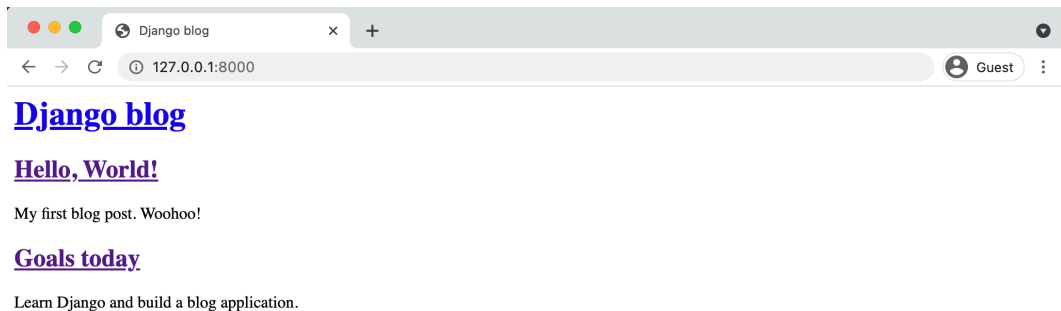 Django blog
127.0.0.1:8000
Guest
Django blog
Hello, World!
My first blog post. Woohoo!
Goals today
Learn Django and build a blog application.